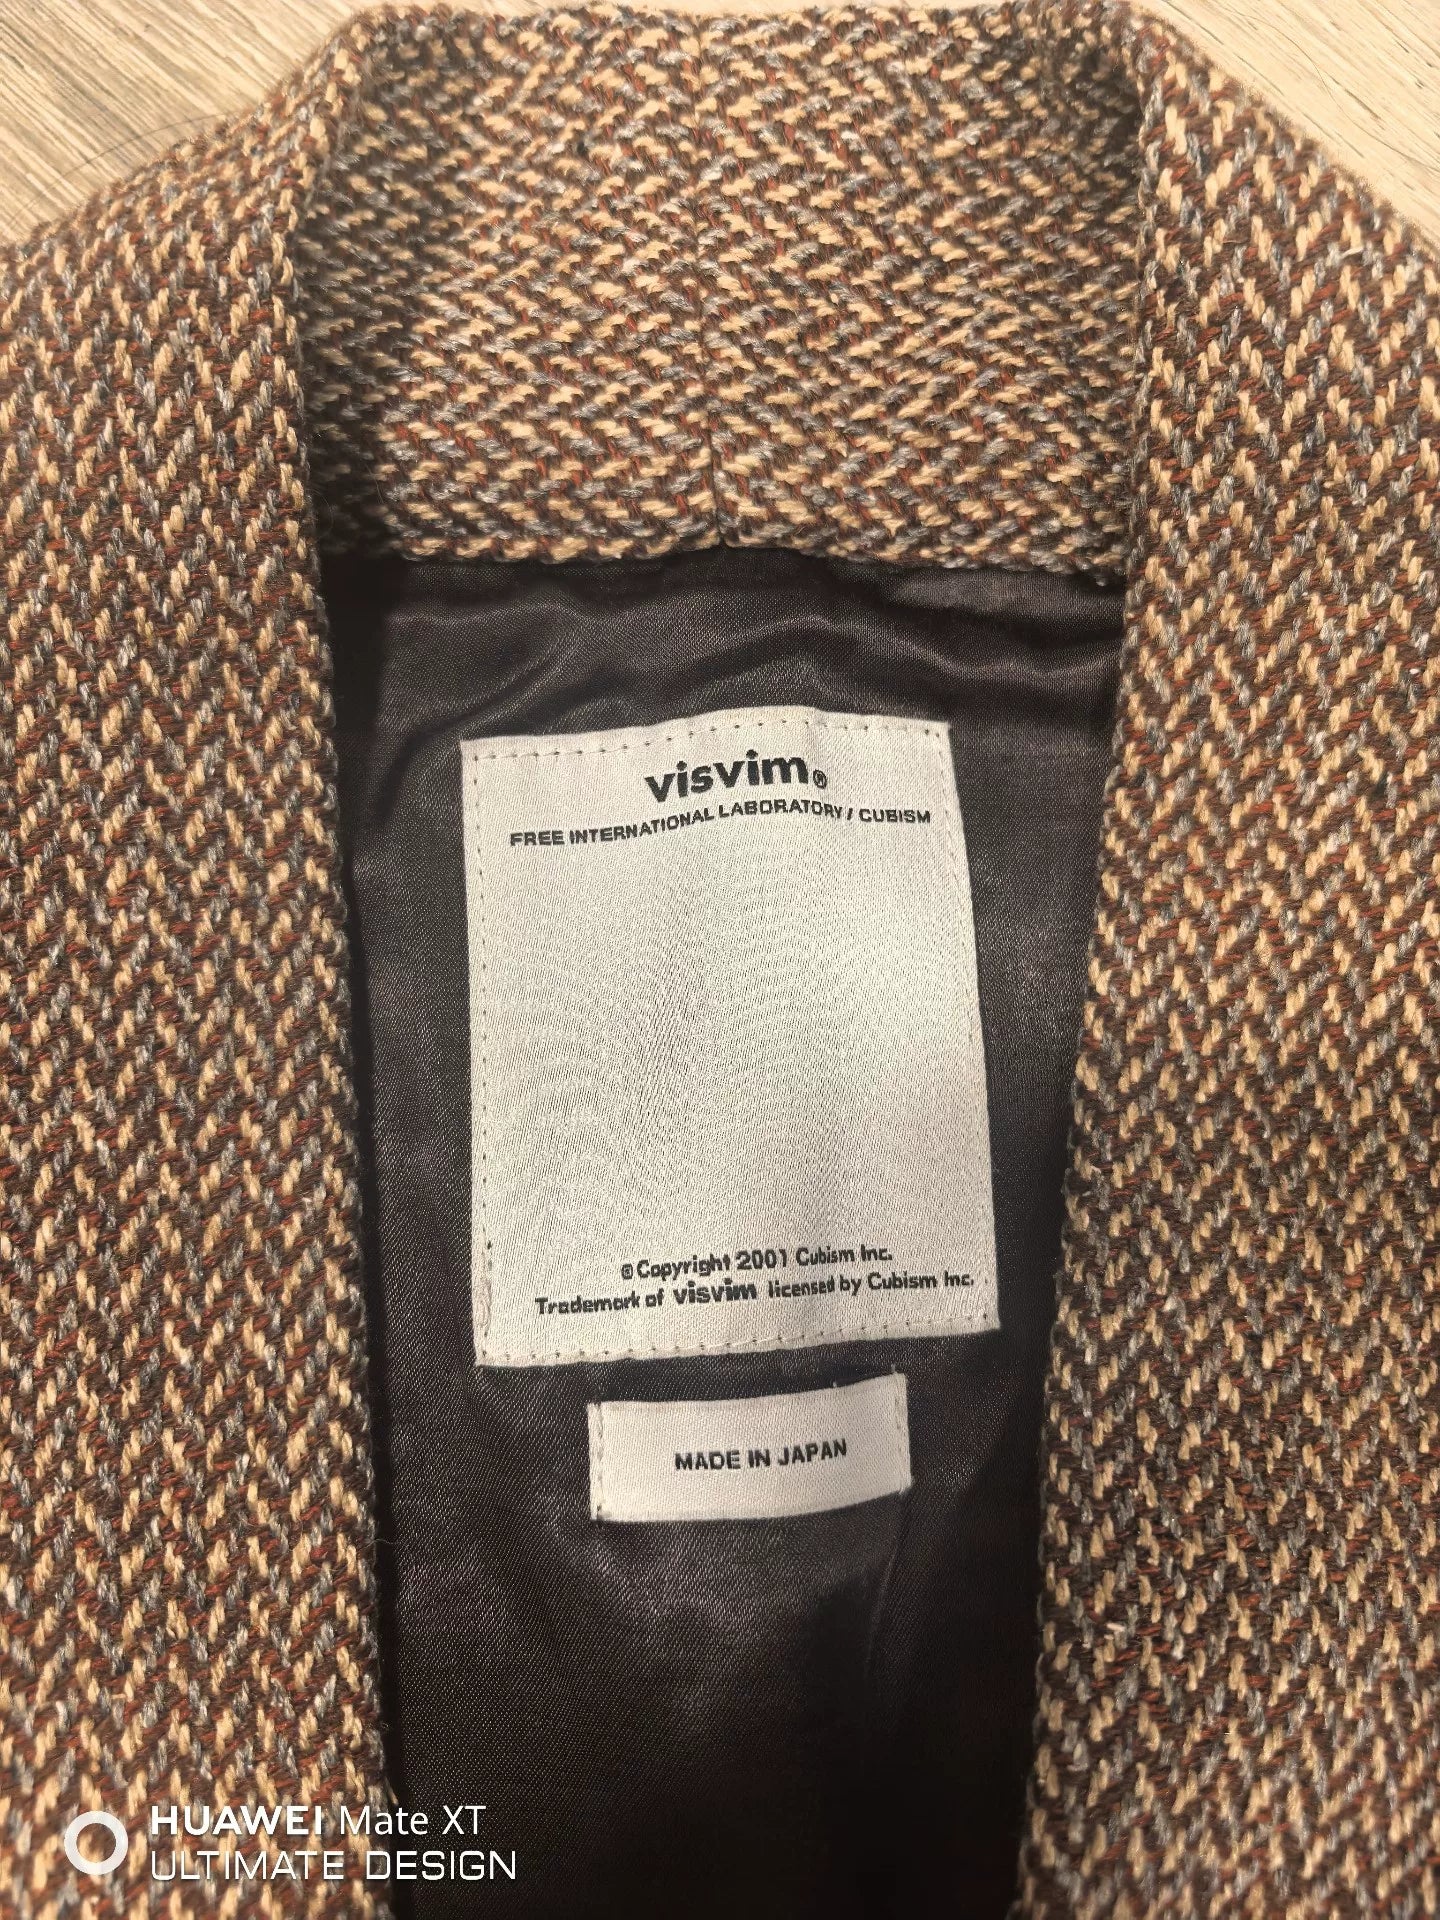 visvim®
FREE INTERNATIONAL LABORATORY / CUBISM
© Copyright 2001 Cubism Inc.
Trademark of visvim licensed by Cubism Inc.
MADE IN JAPAN
HUAWEI Mate XT
ULTIMATE DESIGN